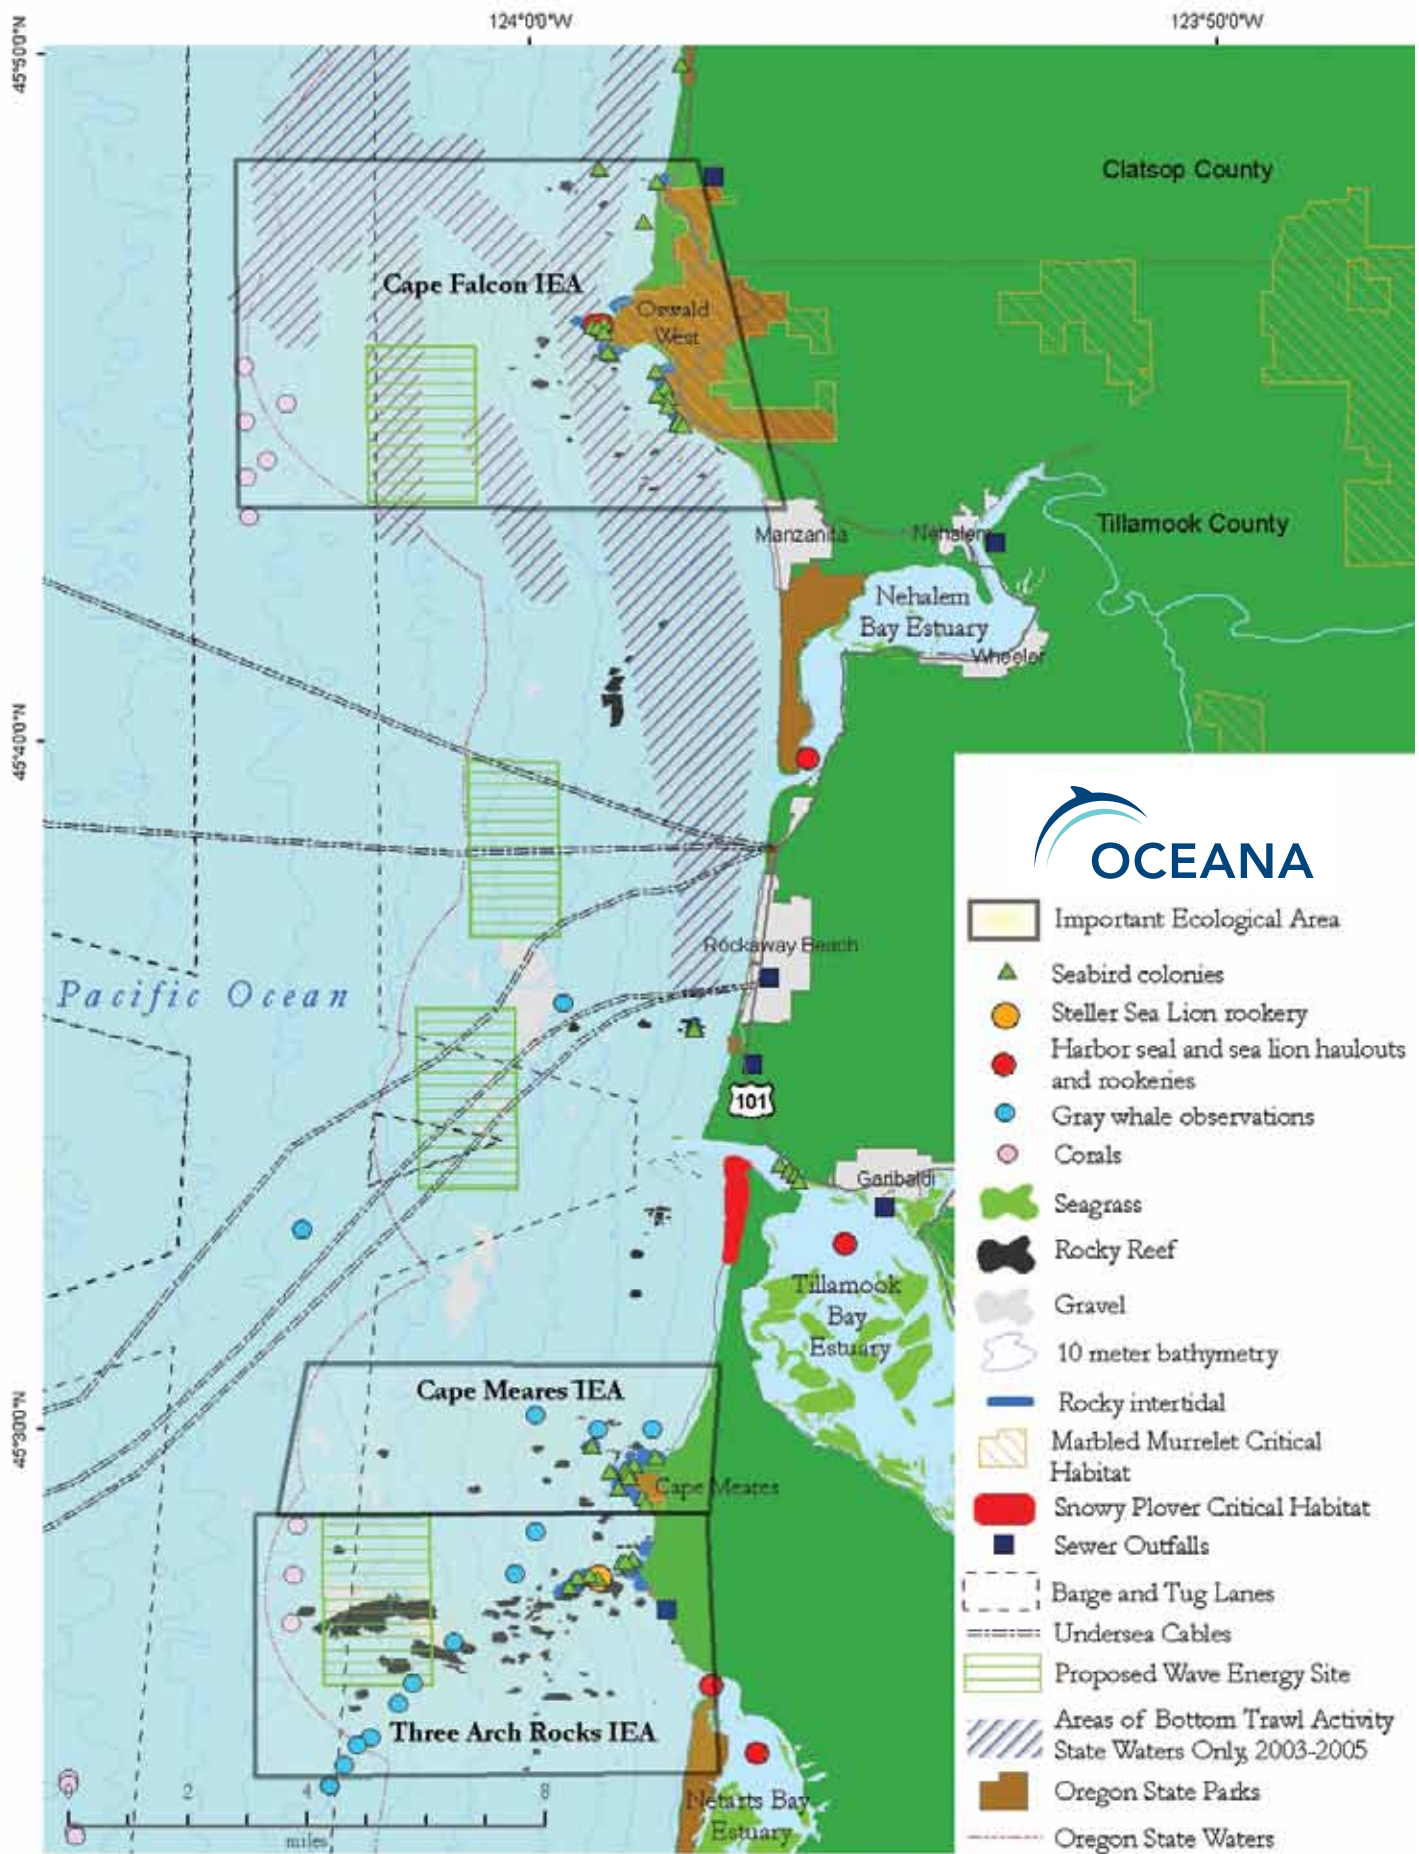 124°0'0"W
123°50'0"W
45°50'0"N
Clatsop County
Cape Falcon IEA
Oswald
West
Tillamook County
Manzanita
Nehalem
Nehalem
Bay Estuary
Wheeler
45°40'0"N
OCEANA
Important Ecological Area
Rockaway Beach
Seabird colonies
Pacific Ocean
Steller Sea Lion rookery
Harbor seal and sea lion haulouts
and rookeries
101
Gray whale observations
Corals
Garibaldi
Seagrass
Rocky Reef
Tillamook
Bay
Estuary
Gravel
10 meter bathymetry
Cape Meares IEA
Rocky intertidal
45°30'0"N
Marbled Murrelet Critical
Habitat
Cape Meares
Snowy Plover Critical Habitat
Sewer Outfalls
Barge and Tug Lanes
Undersea Cables
Proposed Wave Energy Site
Three Arch Rocks IEA
Areas of Bottom Trawl Activity
State Waters Only, 2003-2005
0 2 4 8
Oregon State Parks
Netarts Bay
Estuary
miles
Oregon State Waters